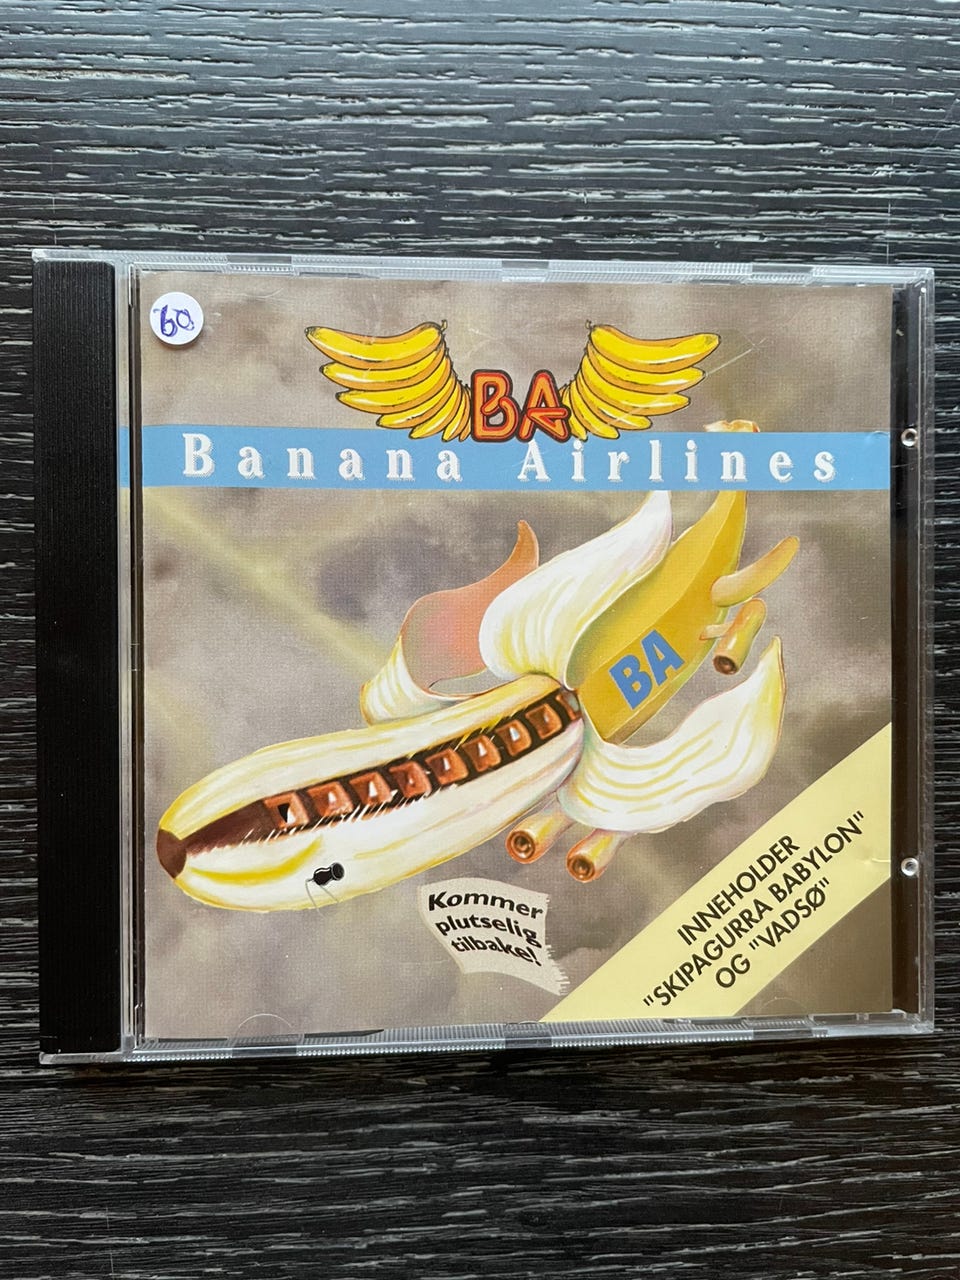 60
BA
Banana Airlines
BA
Kommer
plutselig
tilbake!
INNEHOLDER
"SKIPAGURRA BABYLON"
OG "VADSØ"